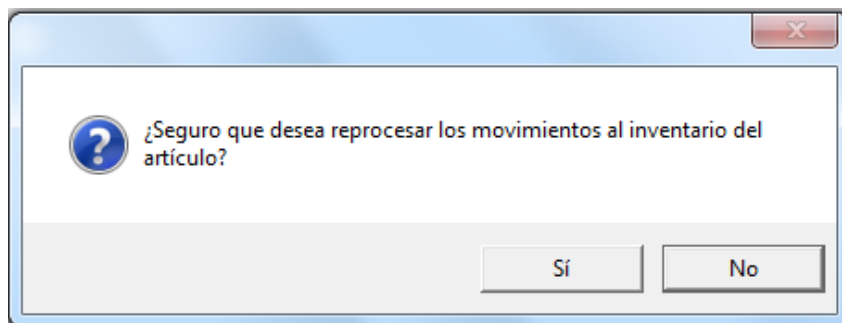 ¿Seguro que desea reprocesar los movimientos al inventario del
artículo?
Sí
No